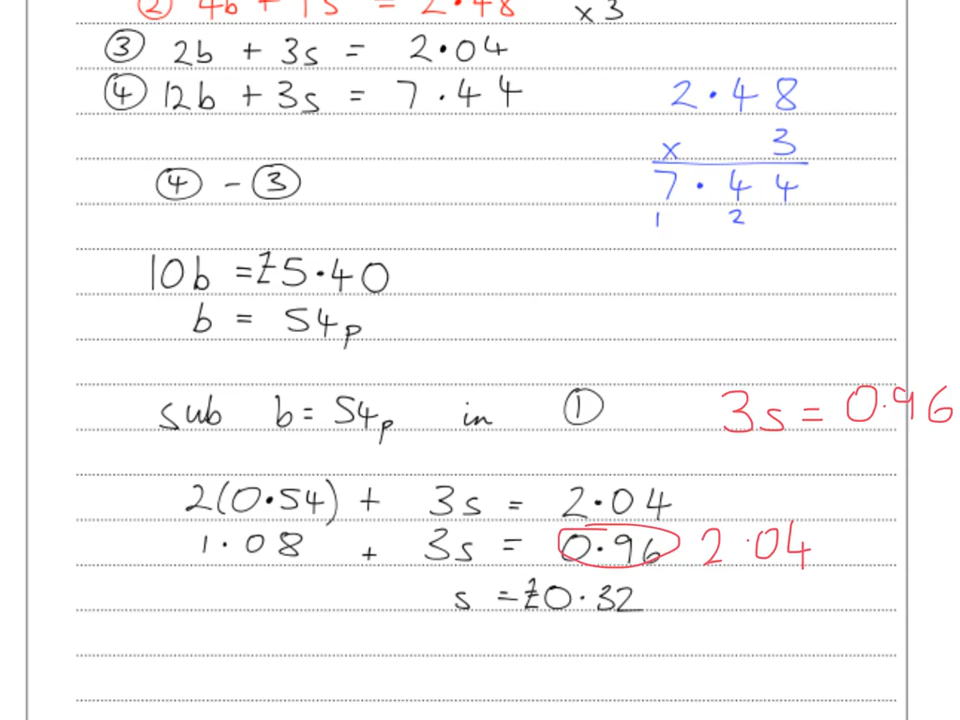 ② 4b + 1s = 2.48 x 3
③ 2b + 3s = 2.04
④ 12b + 3s = 7.44
2.48
x 3
7.44
1 2
④ - ③
10b = £5.40
b = 54p
sub b = 54p in ①
3s = 0.96
2(0.54) + 3s = 2.04
1.08 + 3s = 0.96 2.04
s = £0.32